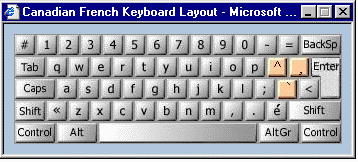 Canadian French Keyboard Layout - Microsoft ...
# 1 2 3 4 5 6 7 8 9 0 - = BackSp
Tab q w e r t y u i o p ^ ¸ Enter
Caps a s d f g h j k l ; ` <
Shift « z x c v b n m , . é Shift
Control Alt AltGr Control